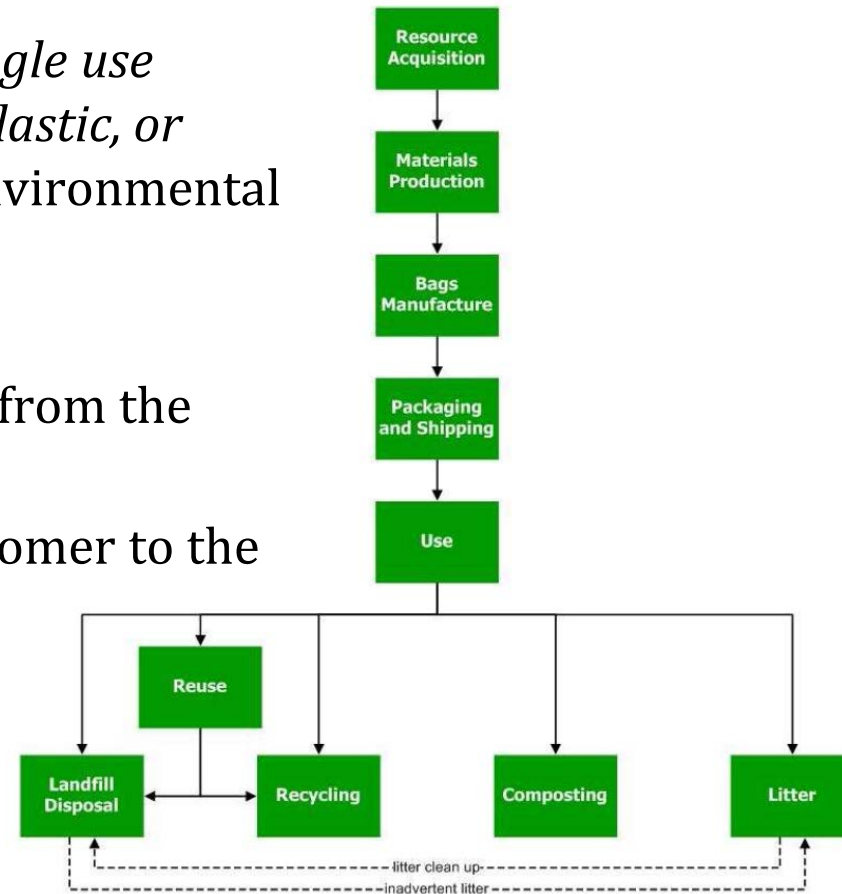 gle use
lastic, or
vironmental
from the
omer to the
Resource
Acquisition
Materials
Production
Bags
Manufacture
Packaging
and Shipping
Use
Reuse
Landfill
Disposal
Recycling
Composting
Litter
litter clean up
inadvertent litter